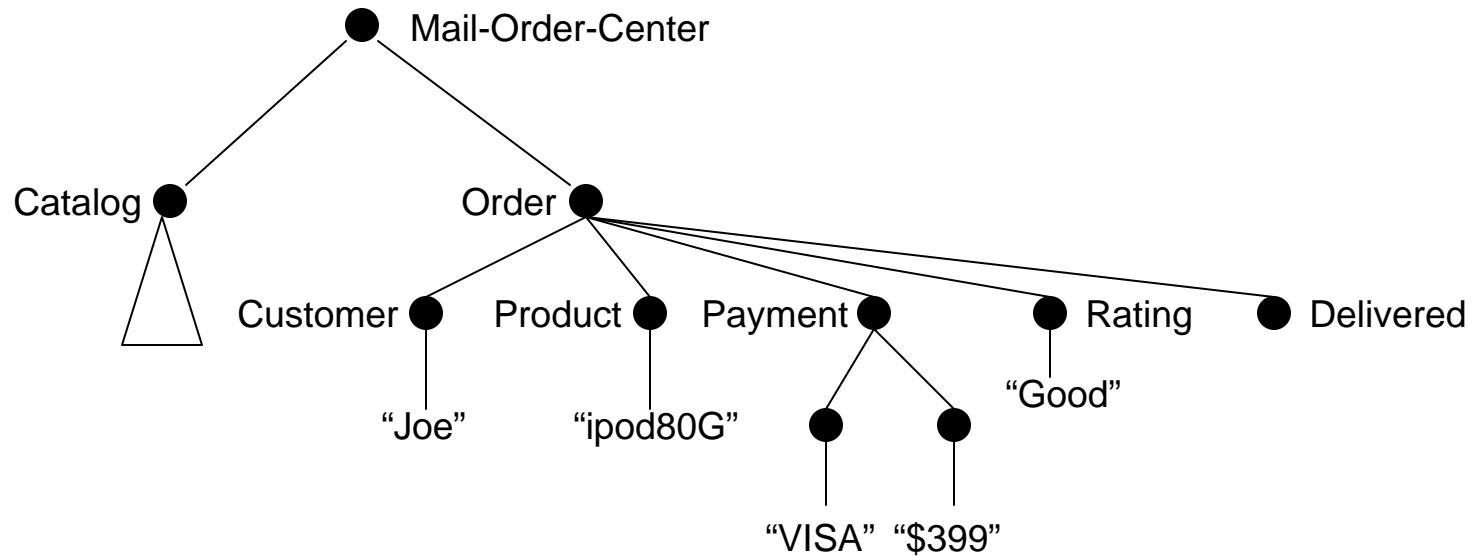 Mail-Order-Center
Catalog
Order
Customer
Product
Payment
Rating
Delivered
“Joe”
“ipod80G”
“Good”
“VISA”
“$399”